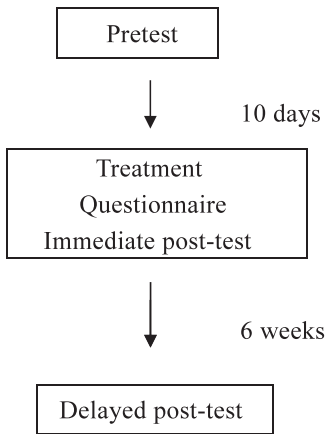 Pretest
10 days
Treatment
Questionnaire
Immediate post-test
6 weeks
Delayed post-test